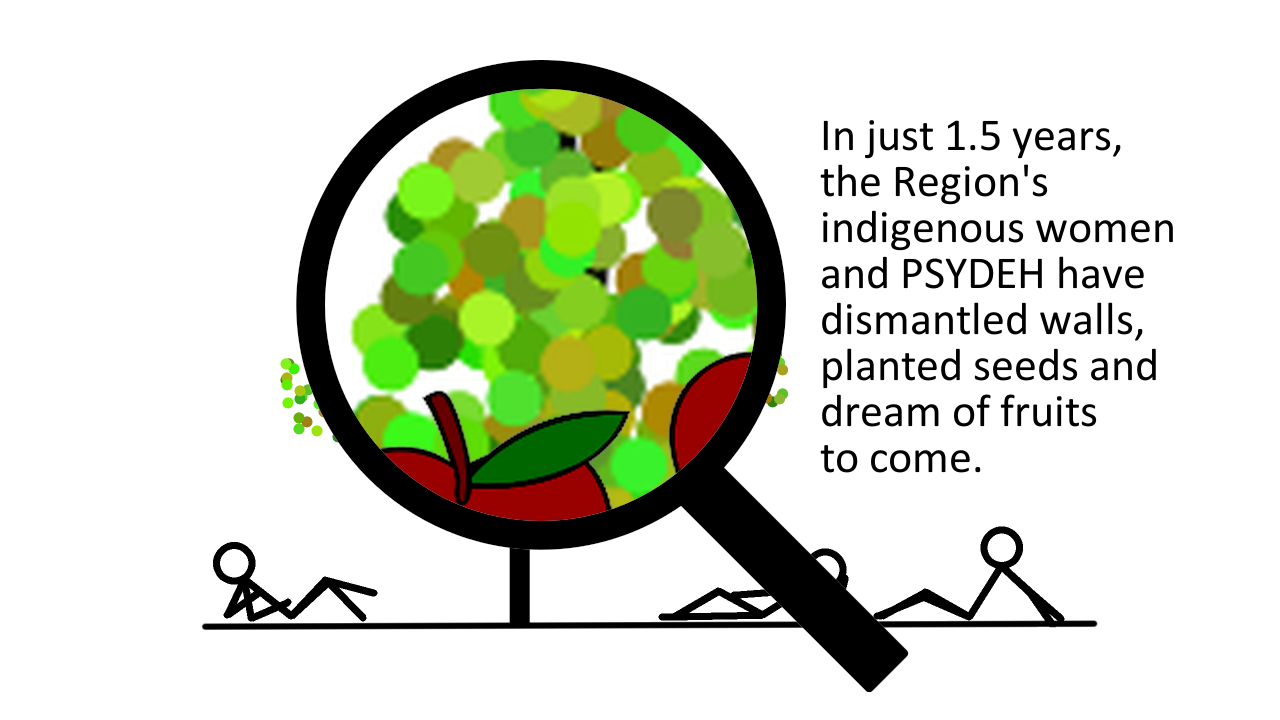 In just 1.5 years,
the Region's
indigenous women
and PSYDEH have
dismantled walls,
planted seeds and
dream of fruits
to come.